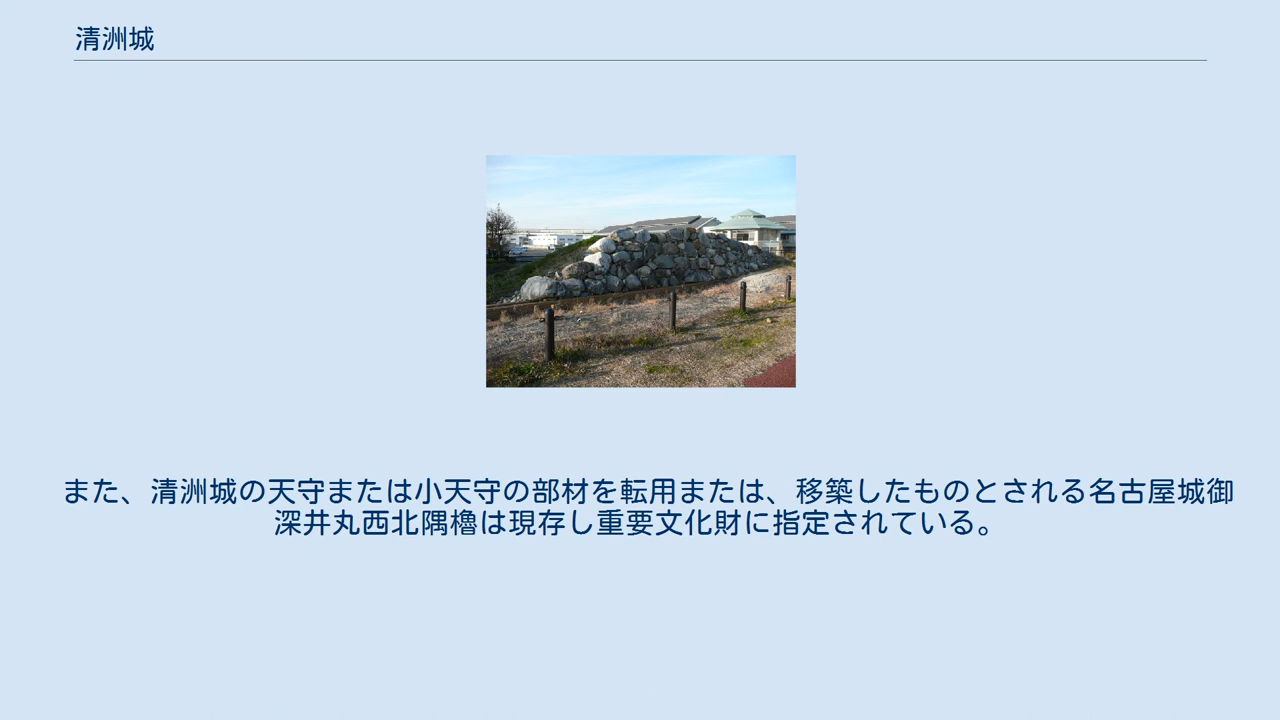 清洲城
また、清洲城の天守または小天守の部材を転用または、移築したものとされる名古屋城御
深井丸西北隅櫓は現存し重要文化財に指定されている。